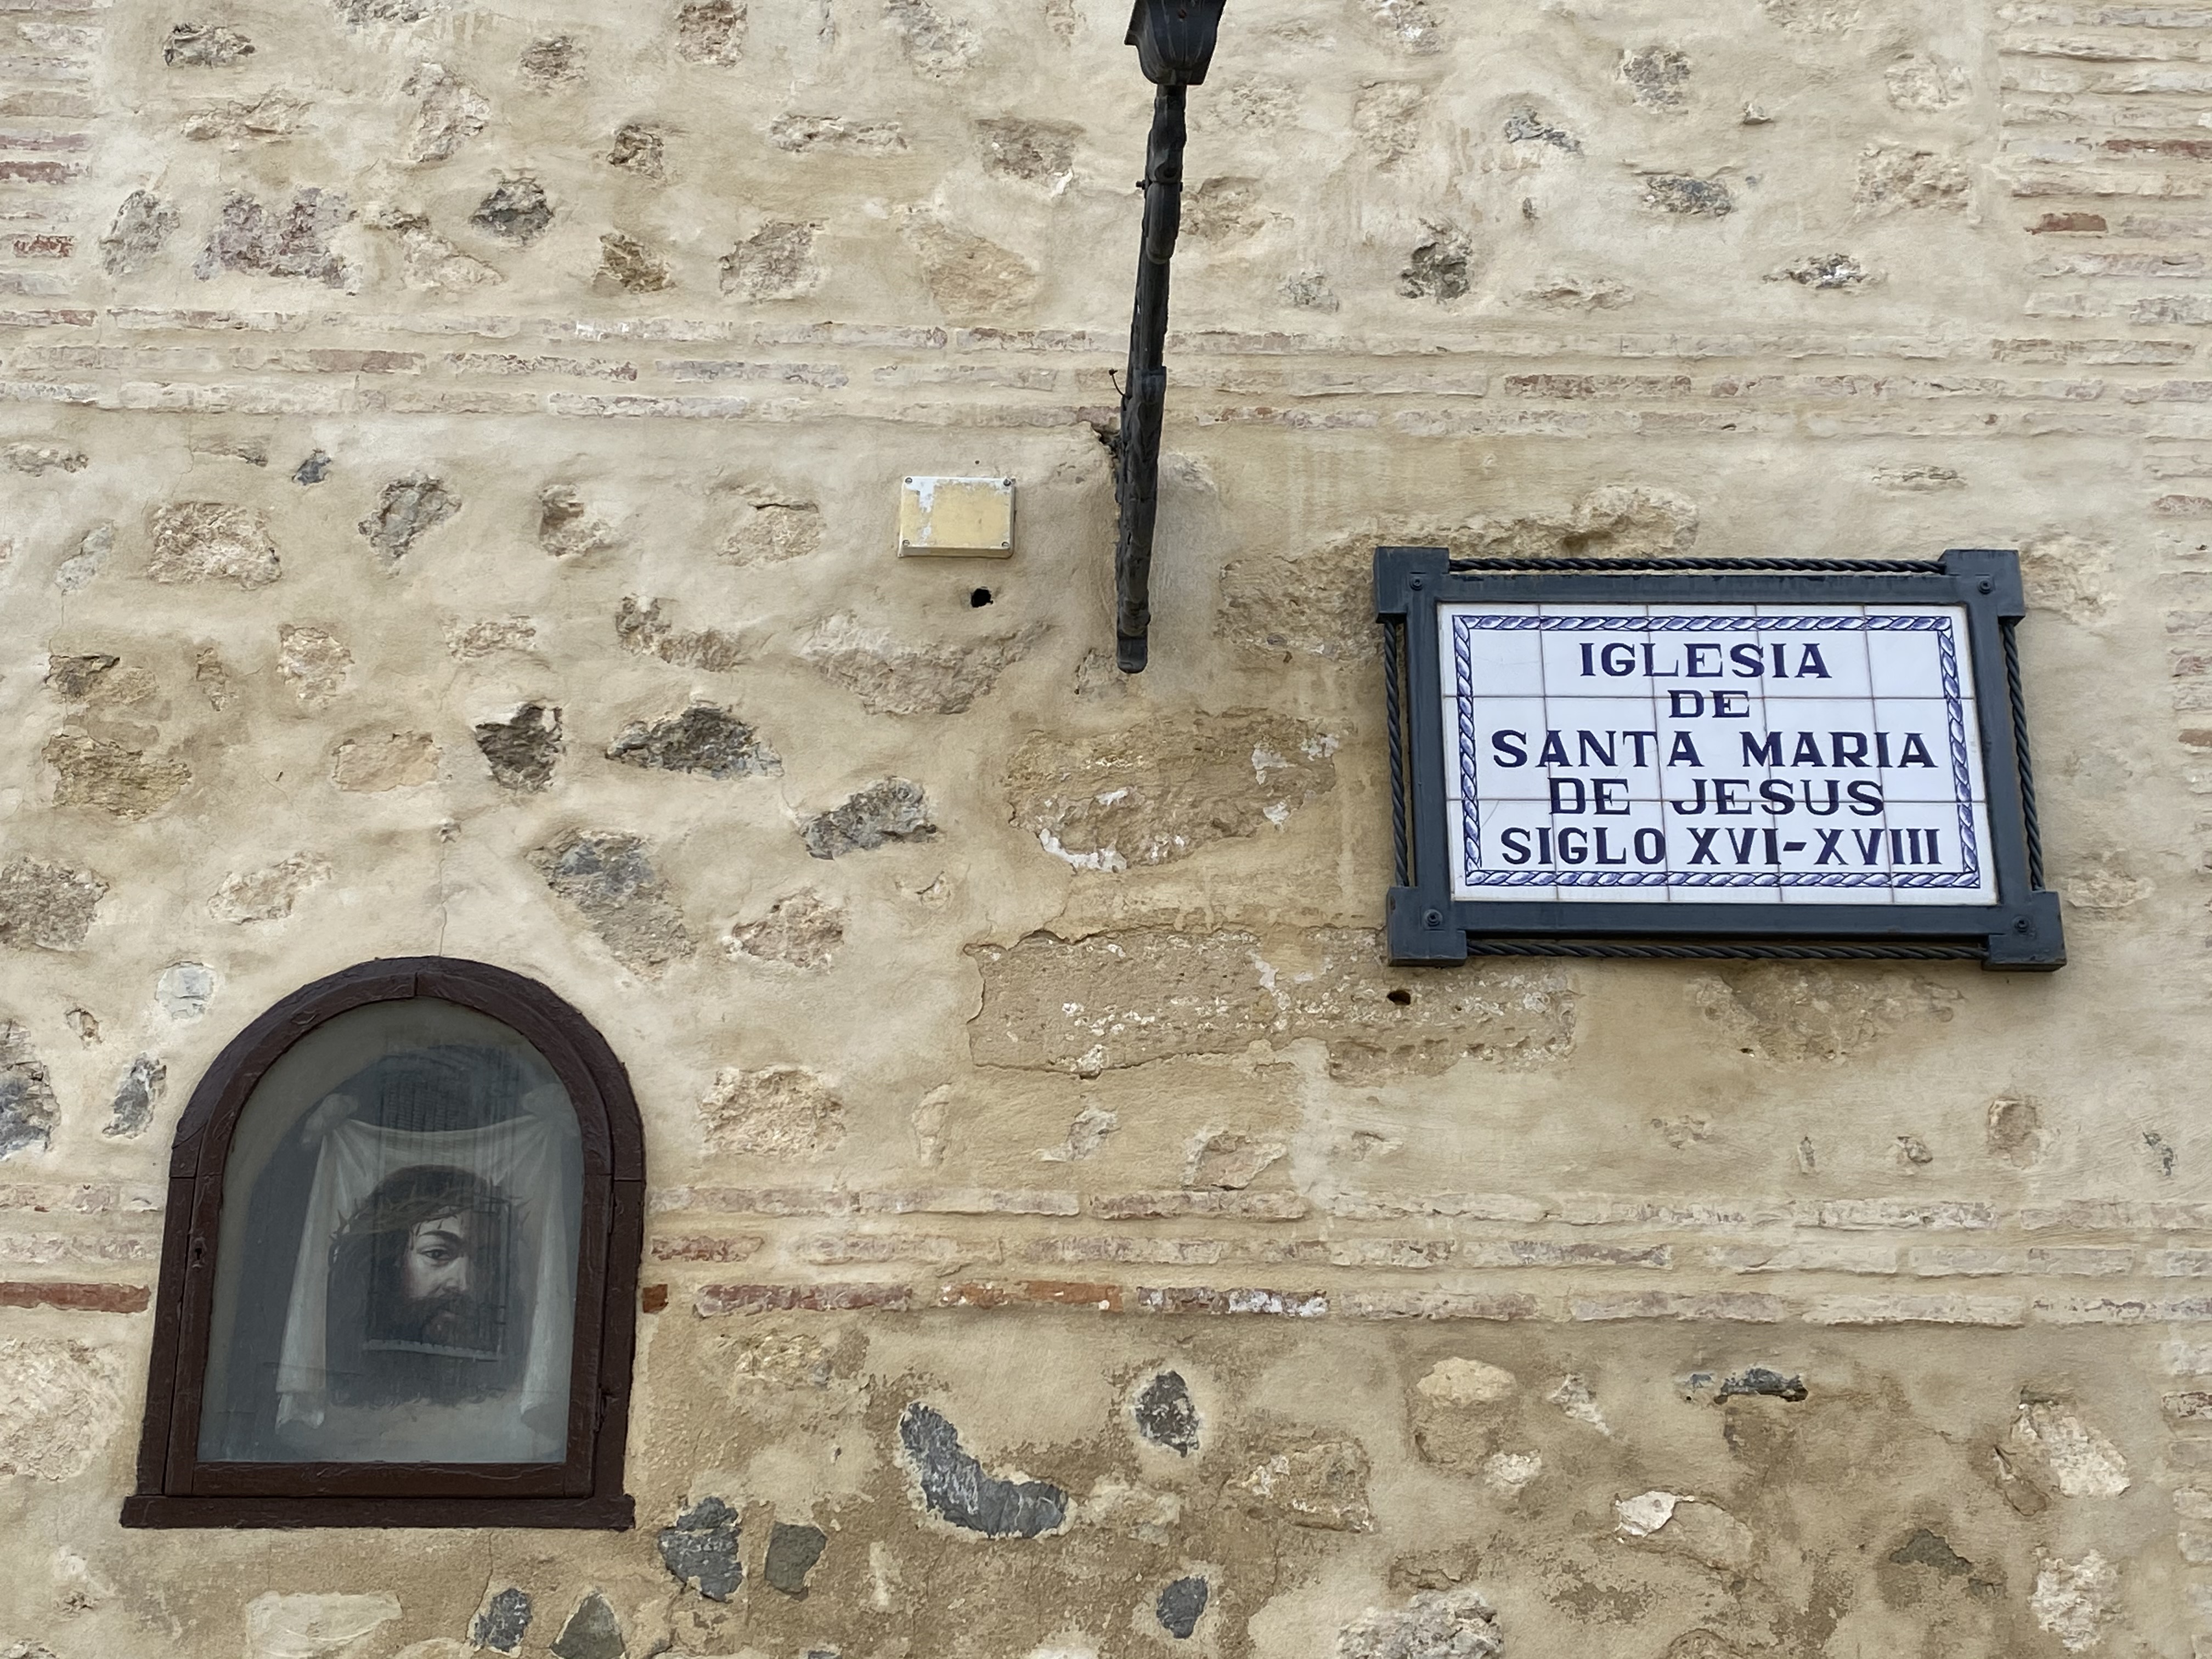 IGLESIA
DE
SANTA MARIA
DE JESUS
SIGLO XVI-XVIII